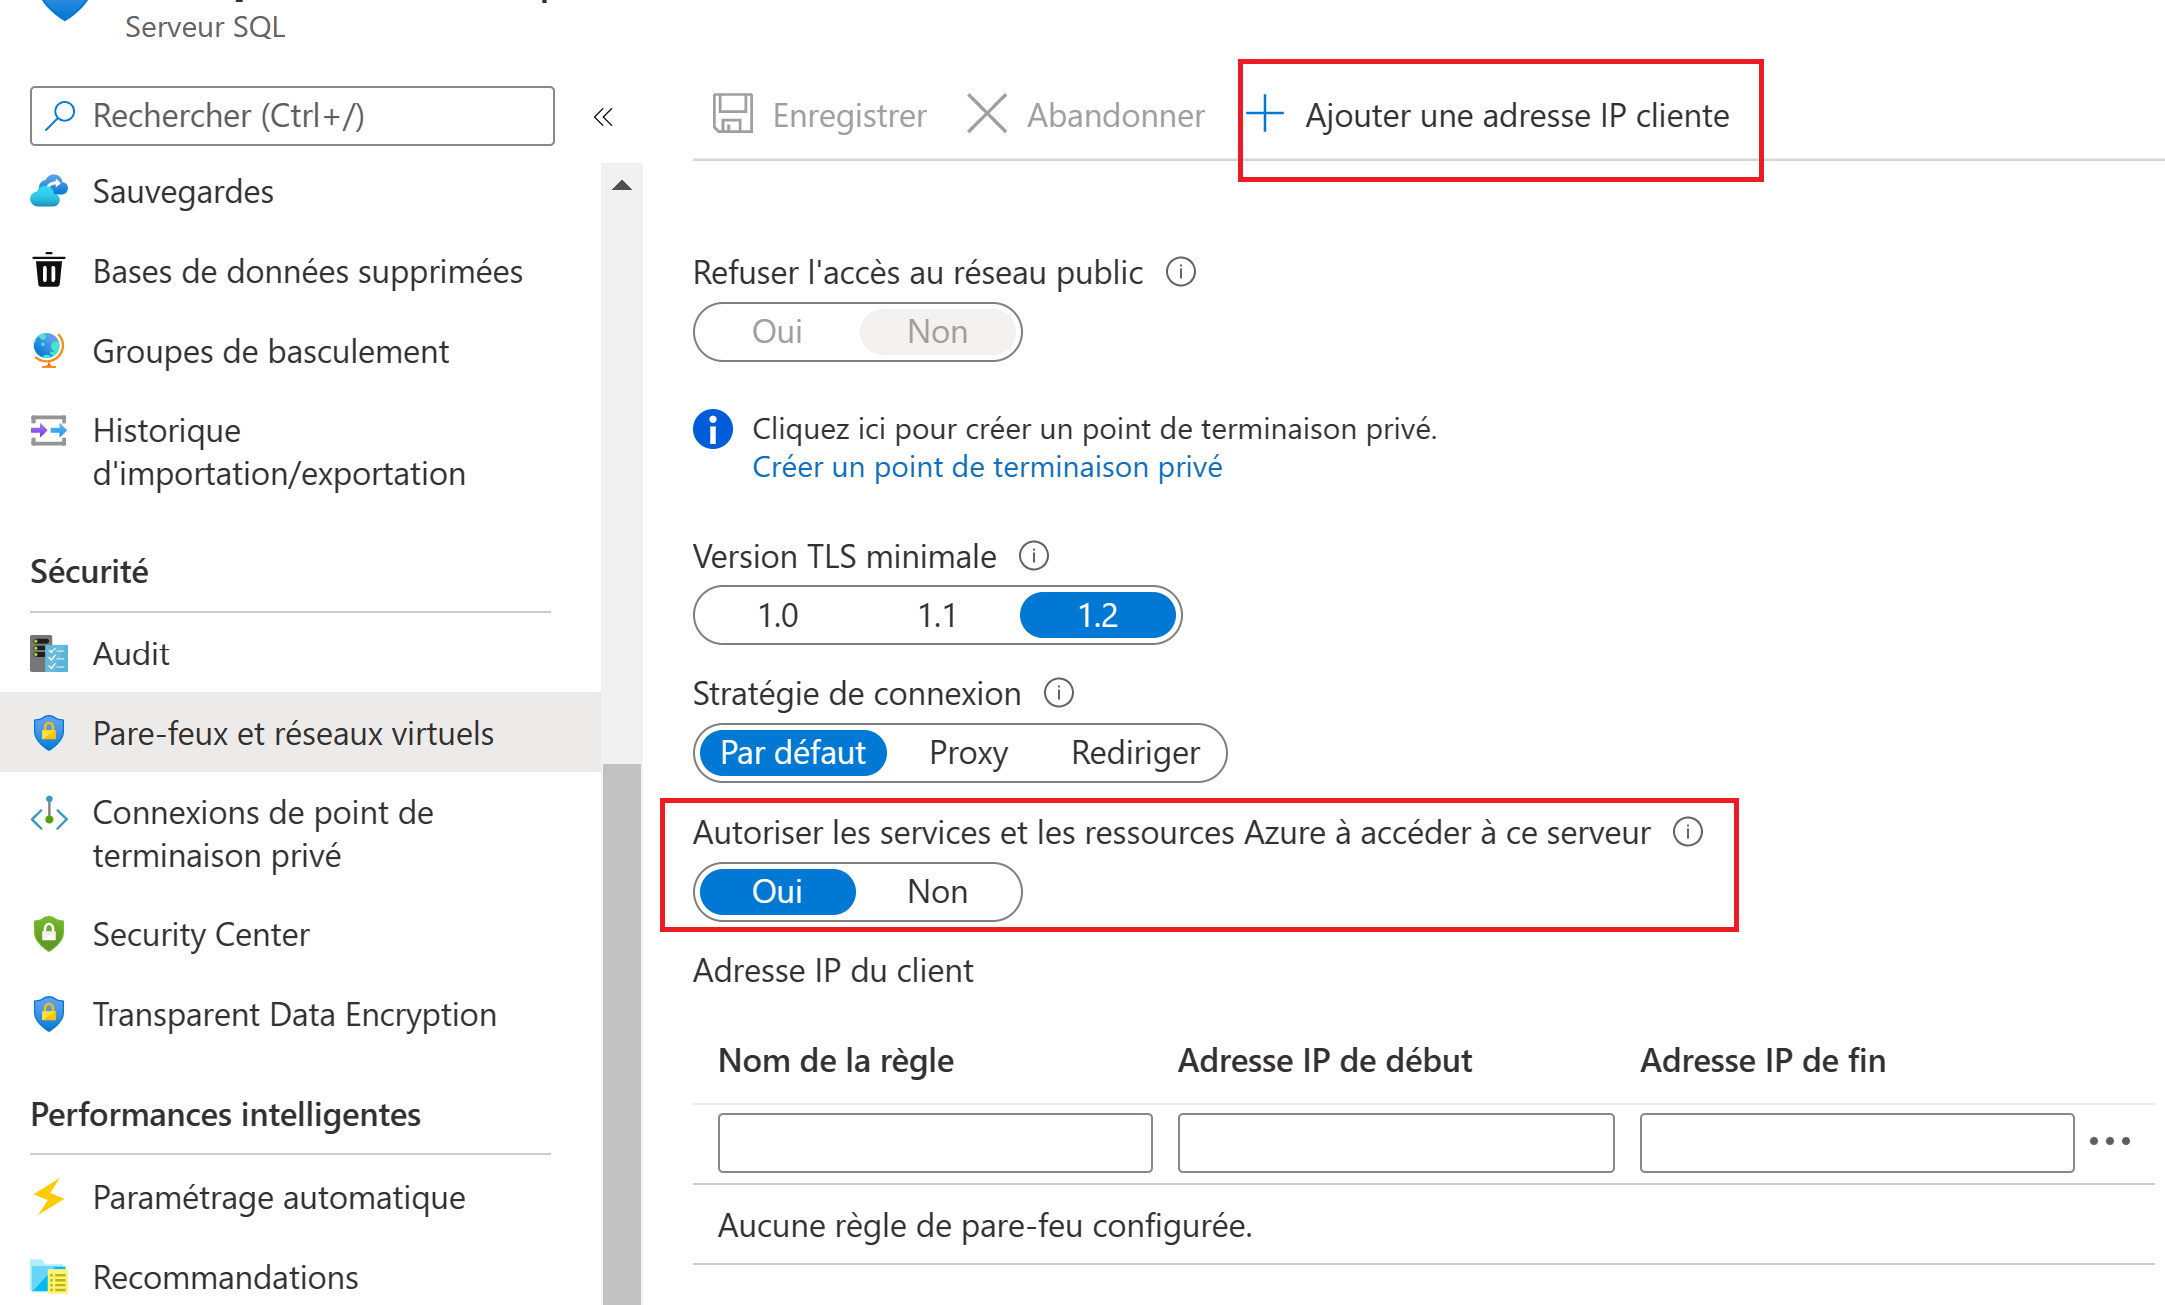 Serveur SQL
Rechercher (Ctrl+/)
«
Sauvegardes
Bases de données supprimées
Groupes de basculement
Historique
d'importation/exportation
Sécurité
Audit
Pare-feux et réseaux virtuels
Connexions de point de
terminaison privé
Security Center
Transparent Data Encryption
Performances intelligentes
Paramétrage automatique
Recommandations
Enregistrer Abandonner Ajouter une adresse IP cliente
Refuser l'accès au réseau public
Oui Non
Cliquez ici pour créer un point de terminaison privé.
Créer un point de terminaison privé
Version TLS minimale
1.0 1.1 1.2
Stratégie de connexion
Par défaut Proxy Rediriger
Autoriser les services et les ressources Azure à accéder à ce serveur
Oui Non
Adresse IP du client
Nom de la règle Adresse IP de début Adresse IP de fin
Aucune règle de pare-feu configurée.